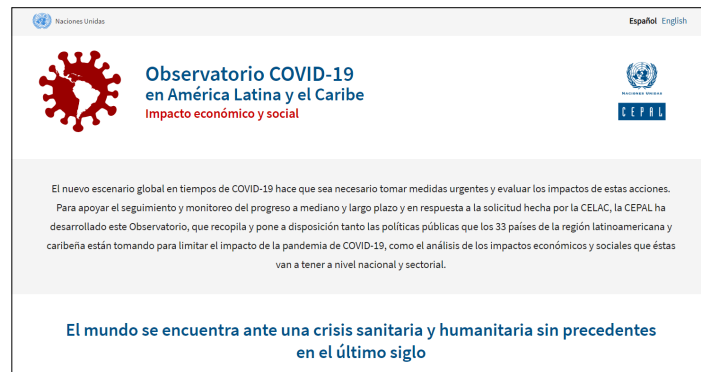 Naciones Unidas
Español English
Observatorio COVID-19
en América Latina y el Caribe
Impacto económico y social
NACIONES UNIDAS
CEPAL
El nuevo escenario global en tiempos de COVID-19 hace que sea necesario tomar medidas urgentes y evaluar los impactos de estas acciones.
Para apoyar el seguimiento y monitoreo del progreso a mediano y largo plazo y en respuesta a la solicitud hecha por la CELAC, la CEPAL ha
desarrollado este Observatorio, que recopila y pone a disposición tanto las políticas públicas que los 33 países de la región latinoamericana y
caribeña están tomando para limitar el impacto de la pandemia de COVID-19, como el análisis de los impactos económicos y sociales que éstas
van a tener a nivel nacional y sectorial.
El mundo se encuentra ante una crisis sanitaria y humanitaria sin precedentes
en el último siglo